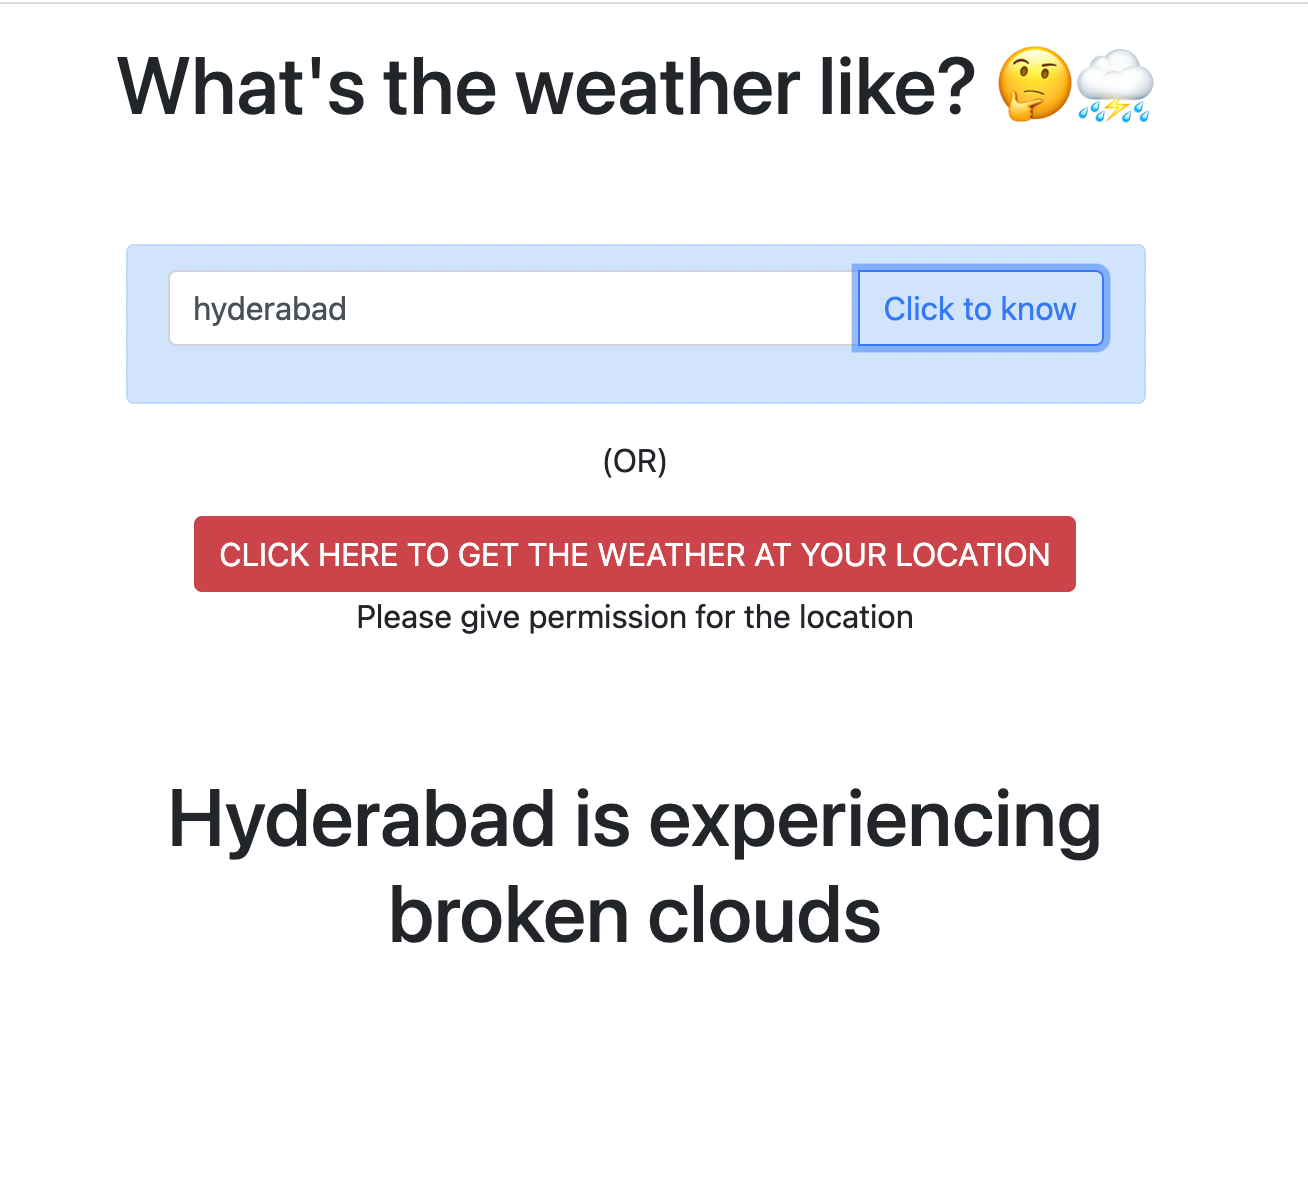 What's the weather like? 🤔⛈️
hyderabad
Click to know
(OR)
CLICK HERE TO GET THE WEATHER AT YOUR LOCATION
Please give permission for the location
Hyderabad is experiencing
broken clouds